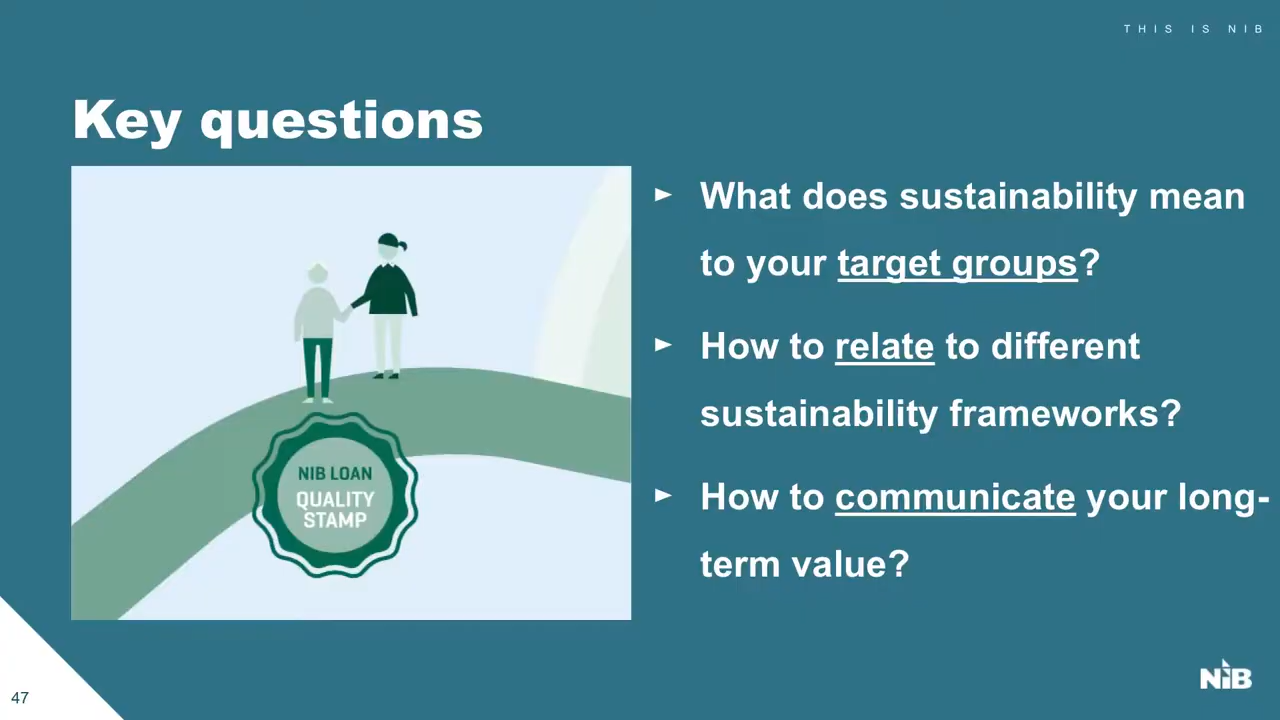 THIS IS NIB
Key questions
► What does sustainability mean
to your target groups?
► How to relate to different
sustainability frameworks?
► How to communicate your long-
term value?
NIB LOAN
QUALITY
STAMP
47
NIB